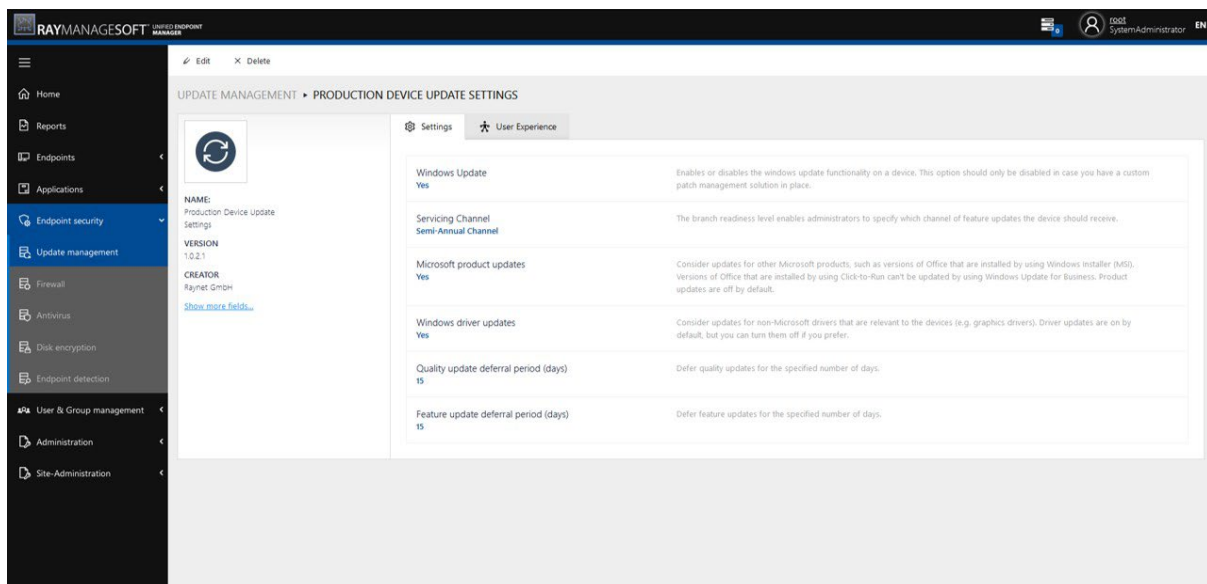 RAYMANAGESOFT™ UNIFIED ENDPOINT
MANAGER
0
root
SystemAdministrator
EN
Edit
Delete
Home
Reports
Endpoints
Applications
Endpoint security
Update management
Firewall
Antivirus
Disk encryption
Endpoint detection
User & Group management
Administration
Site-Administration
UPDATE MANAGEMENT ▸ PRODUCTION DEVICE UPDATE SETTINGS
NAME:
Production Device Update
Settings
VERSION
1.0.2.1
CREATOR
Raynet GmbH
Show more fields...
Settings
User Experience
Windows Update
Yes
Enables or disables the windows update functionality on a device. This option should only be disabled in case you have a custom
patch management solution in place.
Servicing Channel
Semi-Annual Channel
The branch readiness level enables administrators to specify which channel of feature updates the device should receive.
Microsoft product updates
Yes
Consider updates for other Microsoft products, such as versions of Office that are installed by using Windows Installer (MSI).
Versions of Office that are installed by using Click-to-Run can't be updated by using Windows Update for Business. Product
updates are off by default.
Windows driver updates
Yes
Consider updates for non-Microsoft drivers that are relevant to the devices (e.g. graphics drivers). Driver updates are on by
default, but you can turn them off if you prefer.
Quality update deferral period (days)
15
Defer quality updates for the specified number of days.
Feature update deferral period (days)
15
Defer feature updates for the specified number of days.